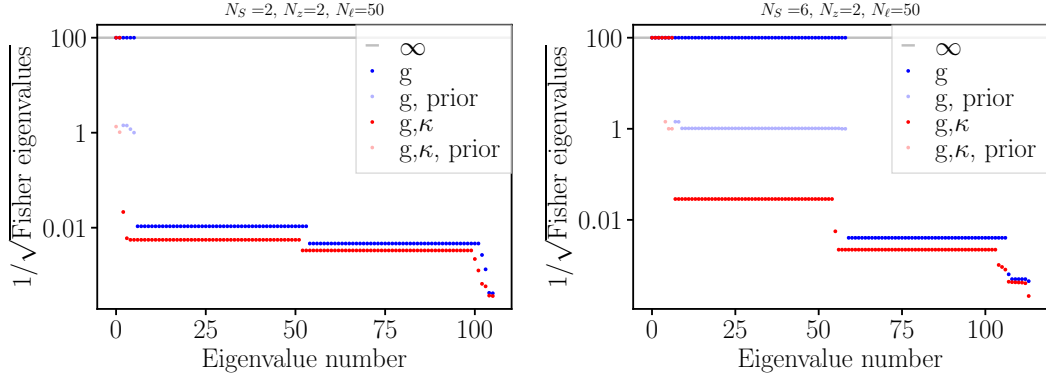 N_S =2, N_z=2, N_ℓ=50
1/√Fisher eigenvalues
100
1
0.01
∞
g
g, prior
g,κ
g,κ, prior
0
25
50
75
100
Eigenvalue number
N_S =6, N_z=2, N_ℓ=50
1/√Fisher eigenvalues
100
1
0.01
∞
g
g, prior
g,κ
g,κ, prior
0
25
50
75
100
Eigenvalue number